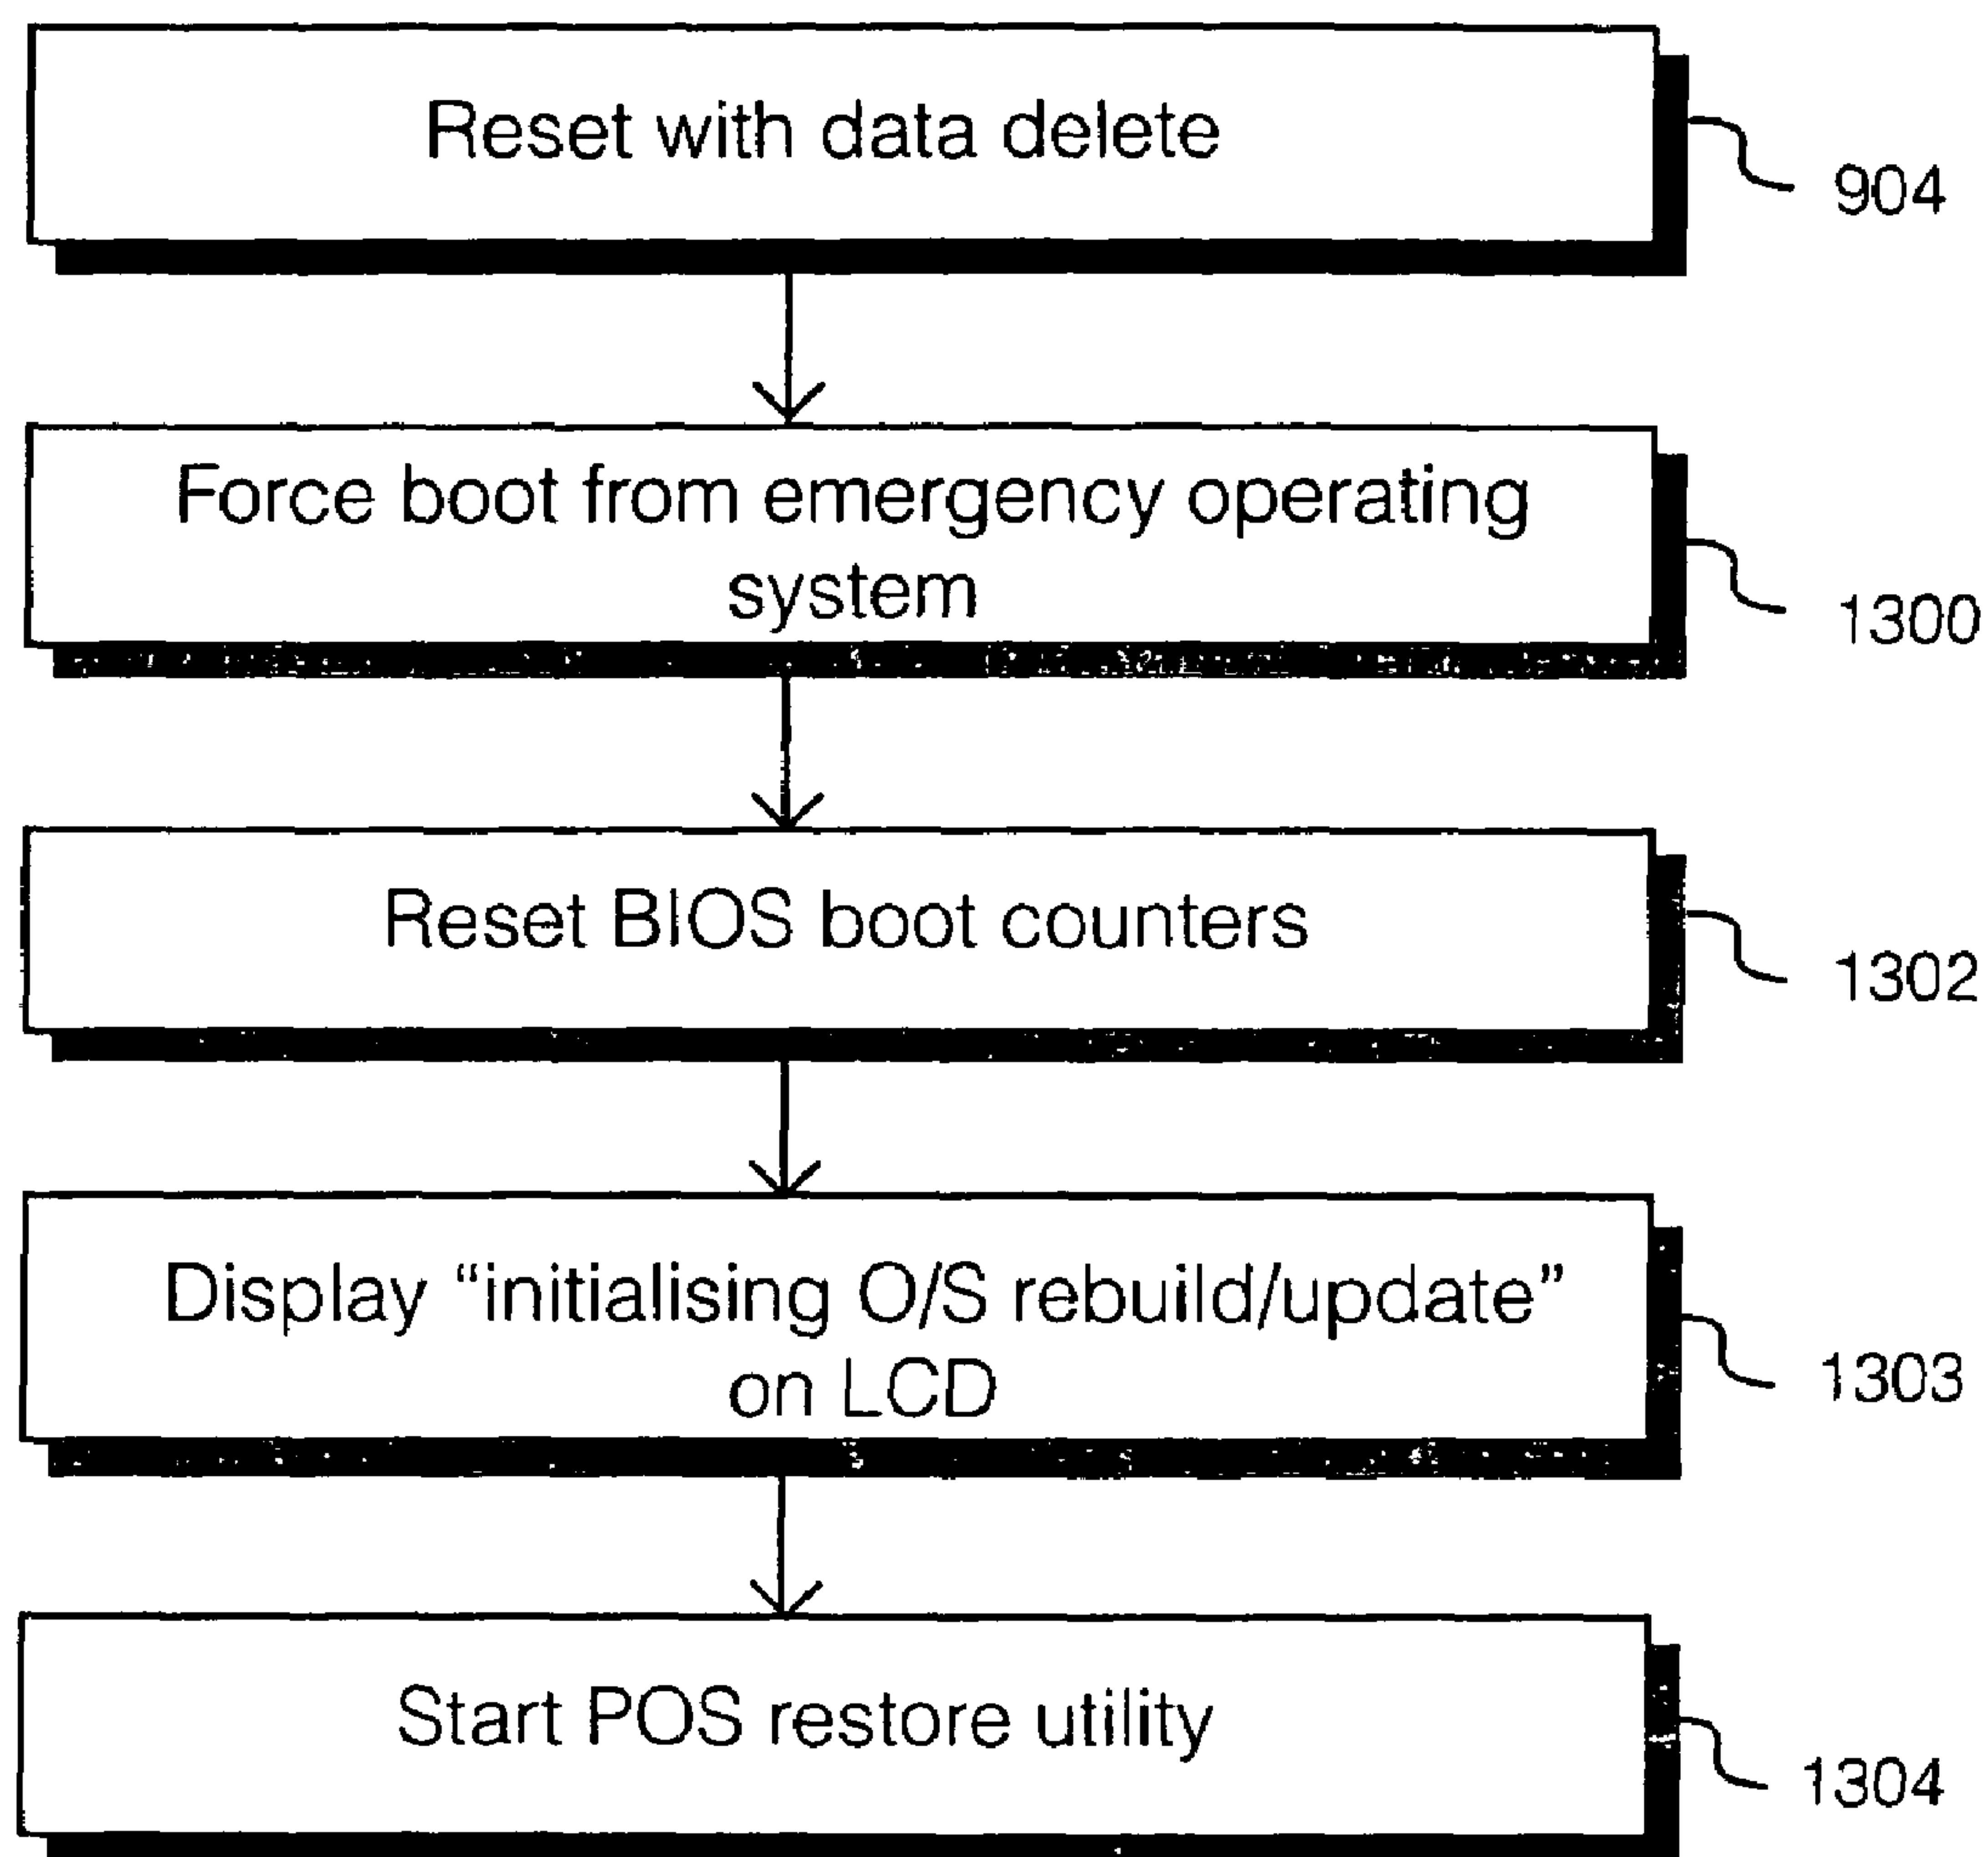 Reset with data delete
904
Force boot from emergency operating
system
1300
Reset BIOS boot counters
1302
Display “initialising O/S rebuild/update”
on LCD
1303
Start POS restore utility
1304